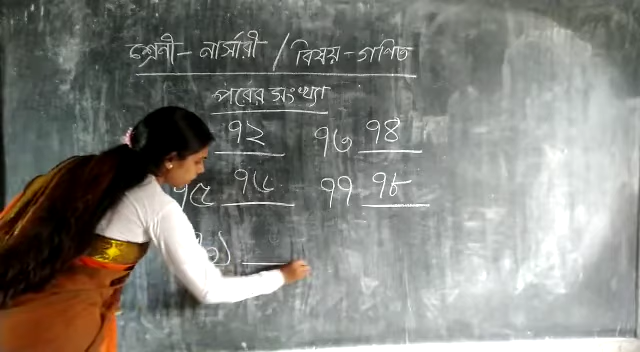 শ্রেনী - নার্সারী / বিষয় - গণিত
পরের সংখ্যা
৭২ ৭৩ ৭৪
৭৫ ৭৬ ৭৭ ৭৮